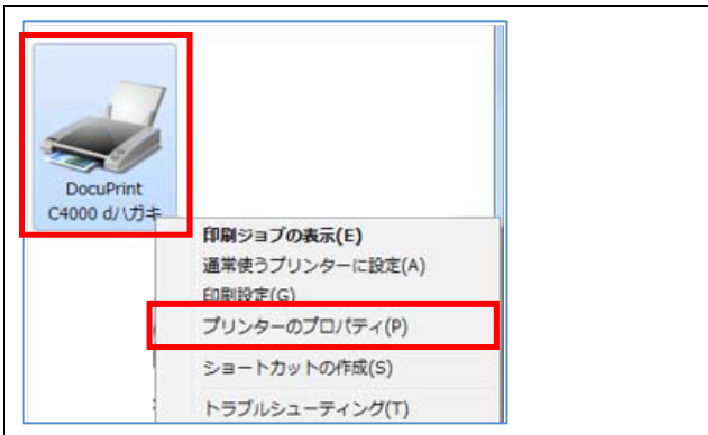 DocuPrint
C4000 dハガキ
印刷ジョブの表示(E)
通常使うプリンターに設定(A)
印刷設定(G)
プリンターのプロパティ(P)
ショートカットの作成(S)
トラブルシューティング(T)